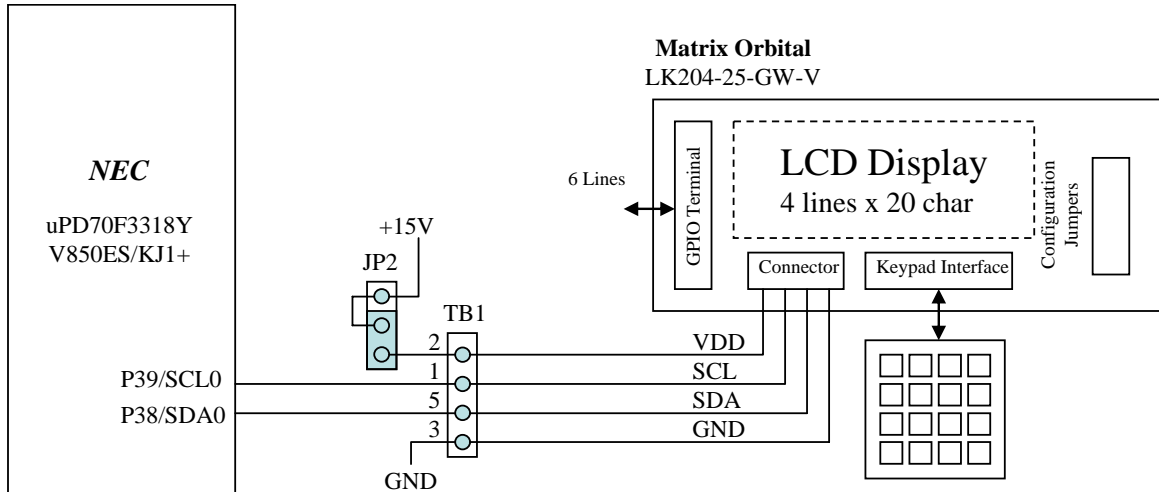 NEC
uPD70F3318Y
V850ES/KJ1+
P39/SCL0
P38/SDA0
+15V
JP2
TB1
2
1
5
3
GND
VDD
SCL
SDA
GND
Matrix Orbital
LK204-25-GW-V
6 Lines
GPIO Terminal
LCD Display
4 lines x 20 char
Configuration
Jumpers
Connector
Keypad Interface